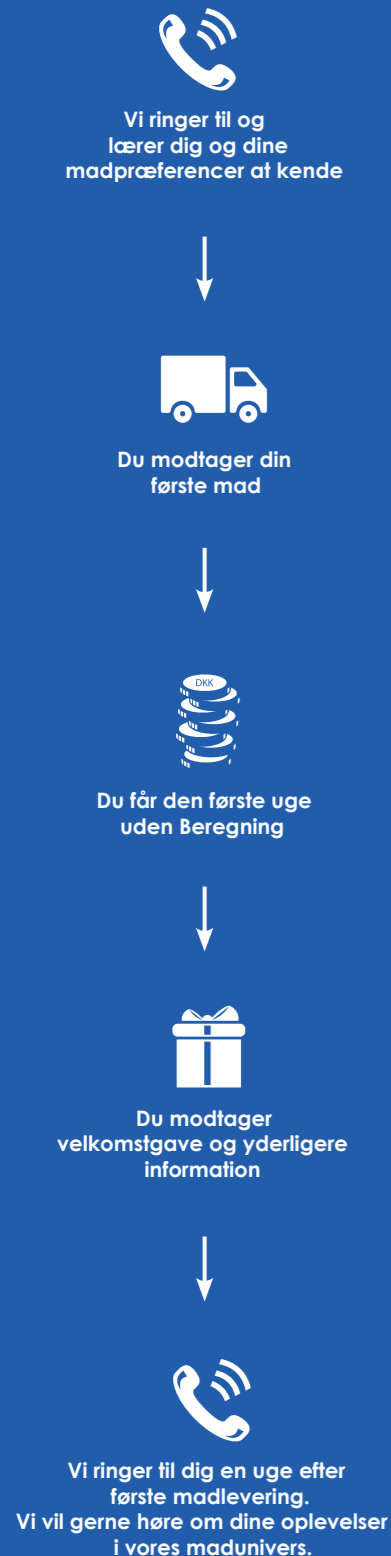 Vi ringer til og
lærer dig og dine
madpræferencer at kende
Du modtager din
første mad
DKK
Du får den første uge
uden Beregning
Du modtager
velkomstgave og yderligere
information
Vi ringer til dig en uge efter
første madlevering.
Vi vil gerne høre om dine oplevelser
i vores madunivers.